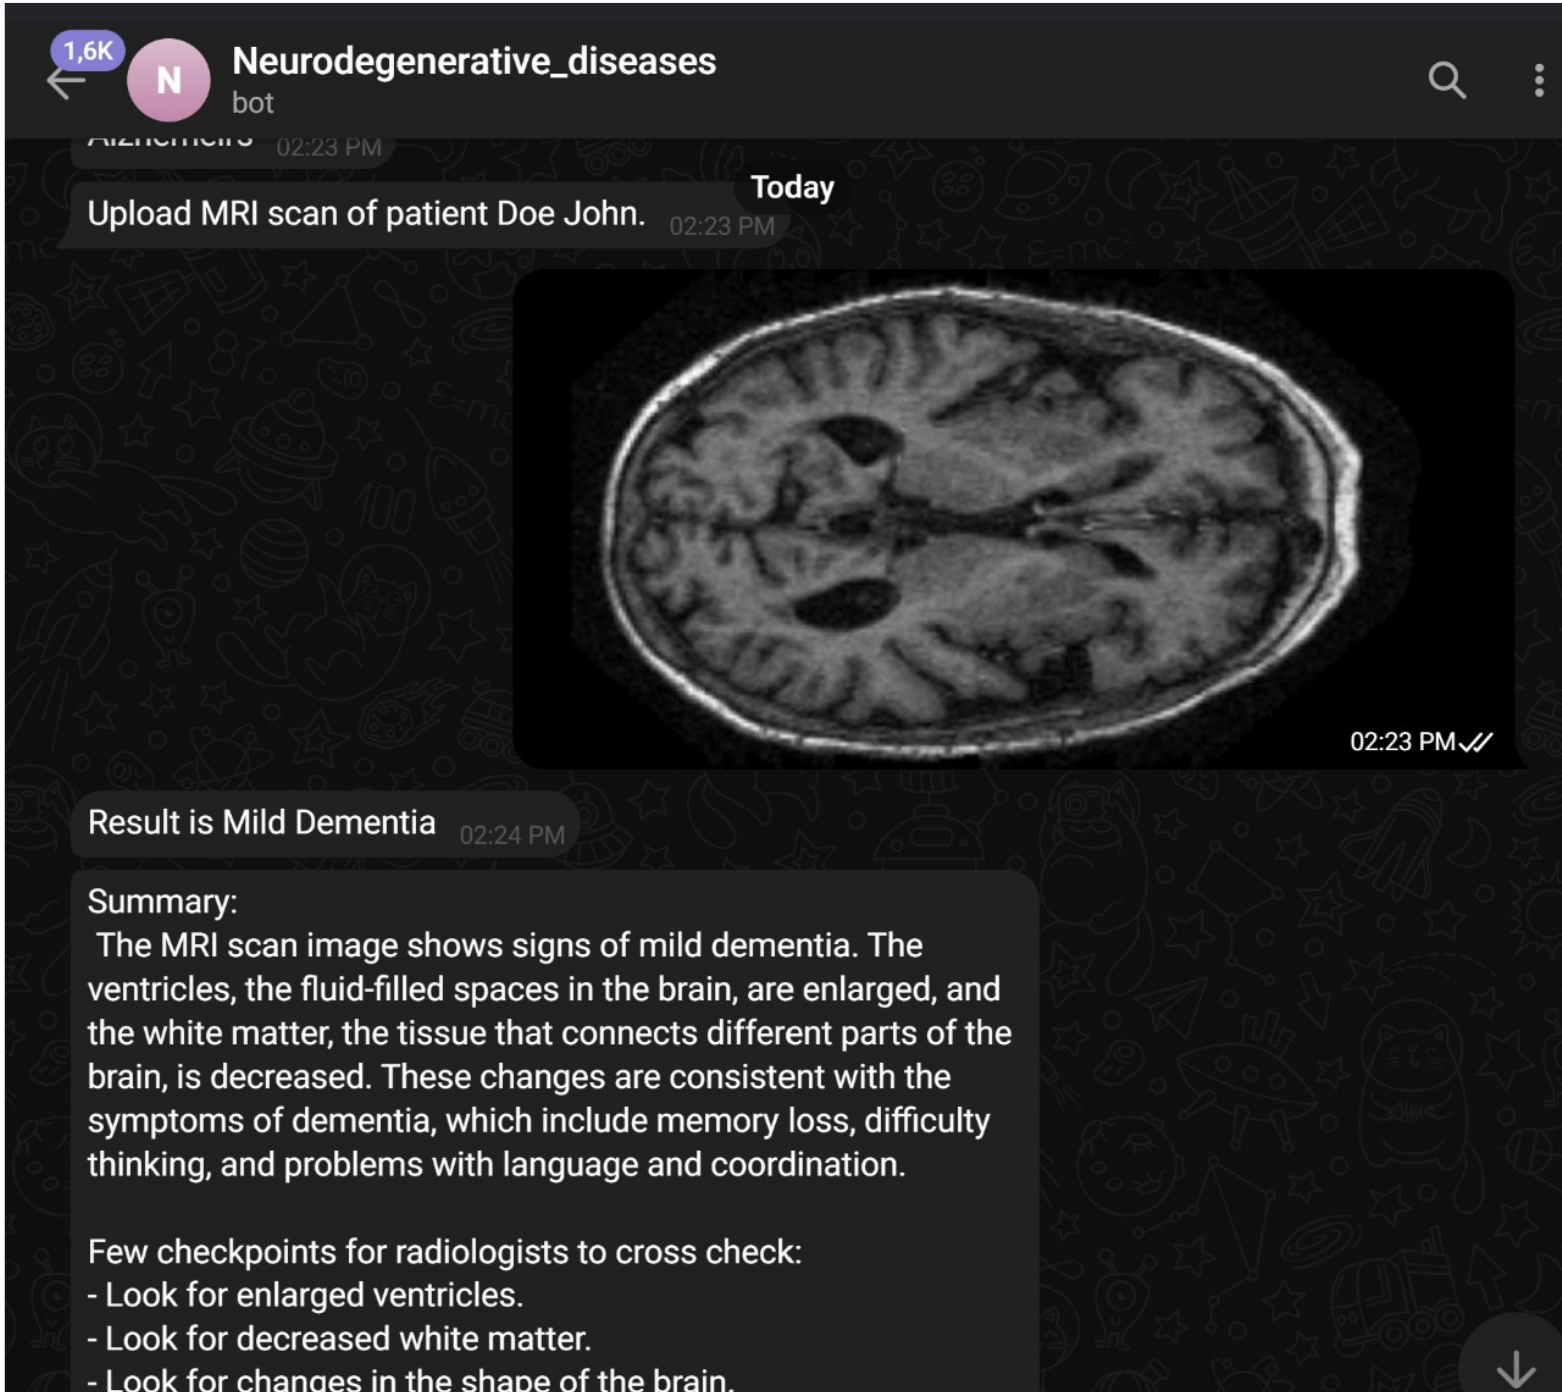 1,6K
N
Neurodegenerative_diseases
bot
Alzhemeirs 02:23 PM
Today
Upload MRI scan of patient Doe John. 02:23 PM
02:23 PM
Result is Mild Dementia 02:24 PM
Summary:
The MRI scan image shows signs of mild dementia. The
ventricles, the fluid-filled spaces in the brain, are enlarged, and
the white matter, the tissue that connects different parts of the
brain, is decreased. These changes are consistent with the
symptoms of dementia, which include memory loss, difficulty
thinking, and problems with language and coordination.
Few checkpoints for radiologists to cross check:
- Look for enlarged ventricles.
- Look for decreased white matter.
- Look for changes in the shape of the brain.